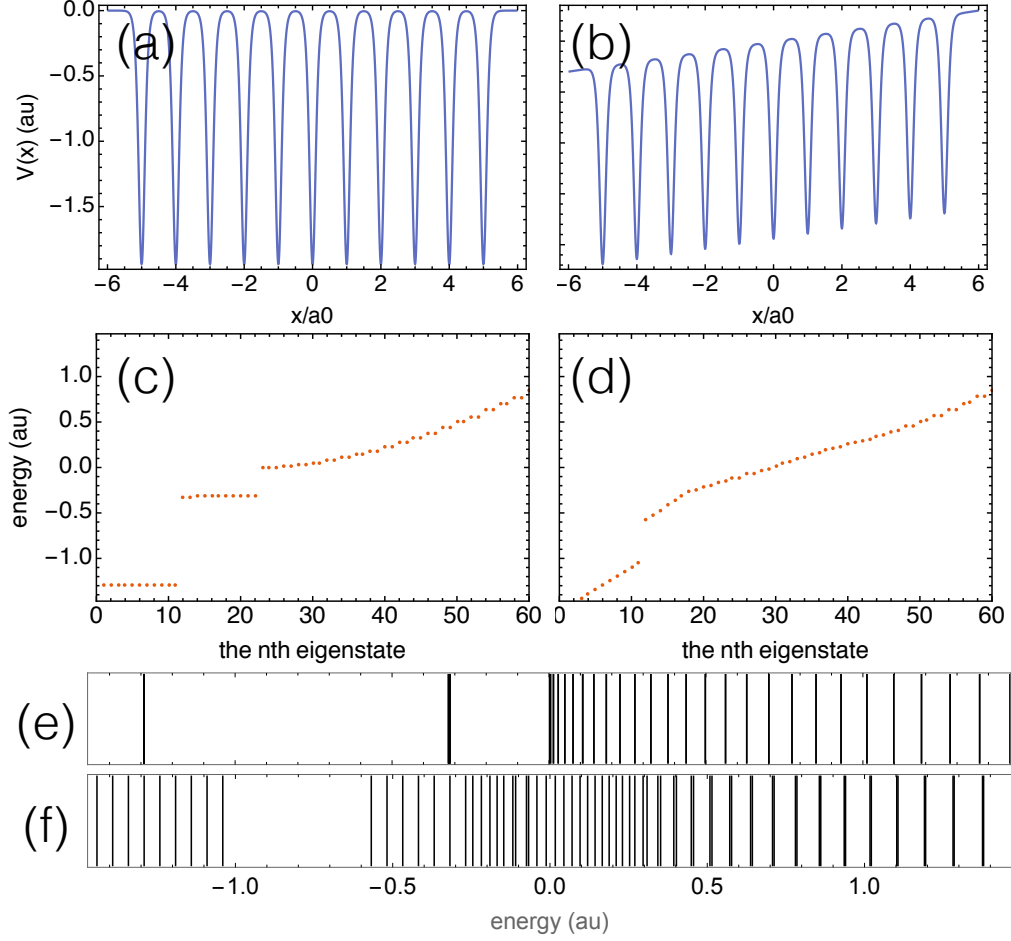 (a)
(b)
0.0
−0.5
−1.0
−1.5
V(x) (au)
−6 −4 −2 0 2 4 6
−6 −4 −2 0 2 4 6
x/a0
x/a0
(c)
(d)
1.0
0.5
0.0
−0.5
−1.0
energy (au)
0 10 20 30 40 50 60
0 10 20 30 40 50 60
the nth eigenstate
the nth eigenstate
(e)
(f)
−1.0 −0.5 0.0 0.5 1.0
energy (au)